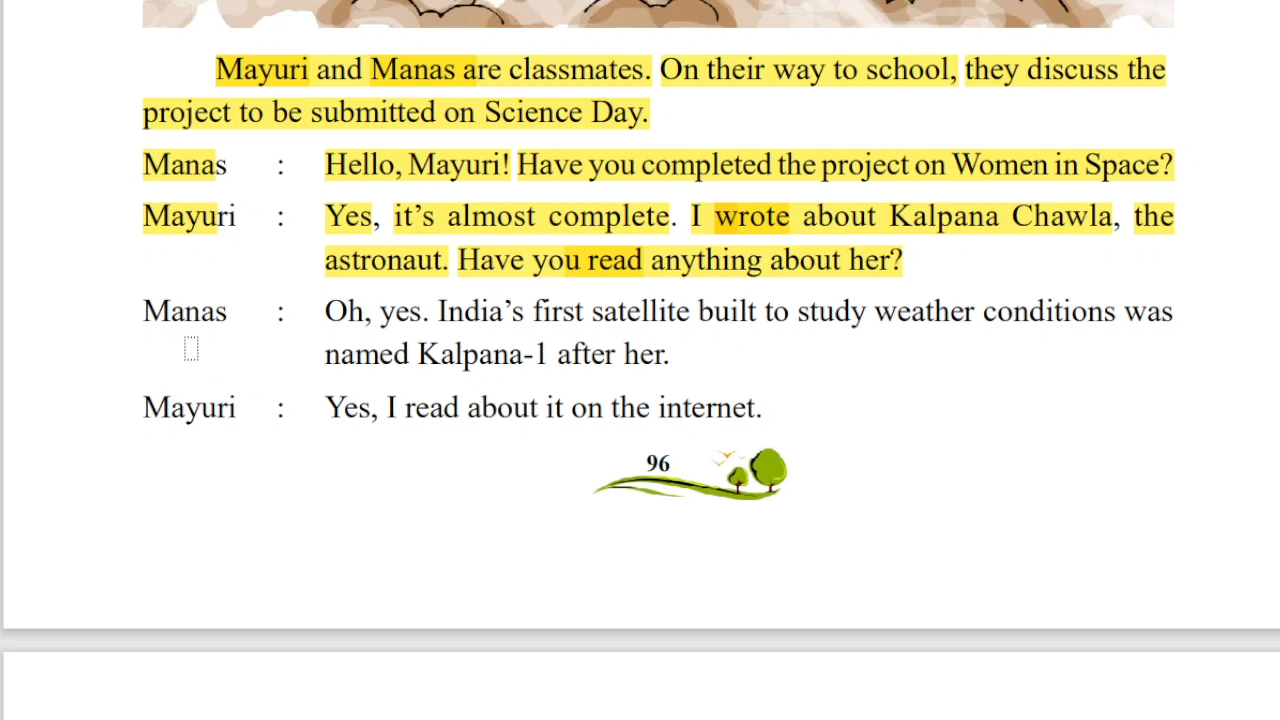 Mayuri and Manas are classmates. On their way to school, they discuss the
project to be submitted on Science Day.
Manas : Hello, Mayuri! Have you completed the project on Women in Space?
Mayuri : Yes, it’s almost complete. I wrote about Kalpana Chawla, the
astronaut. Have you read anything about her?
Manas : Oh, yes. India’s first satellite built to study weather conditions was
named Kalpana-1 after her.
Mayuri : Yes, I read about it on the internet.
96